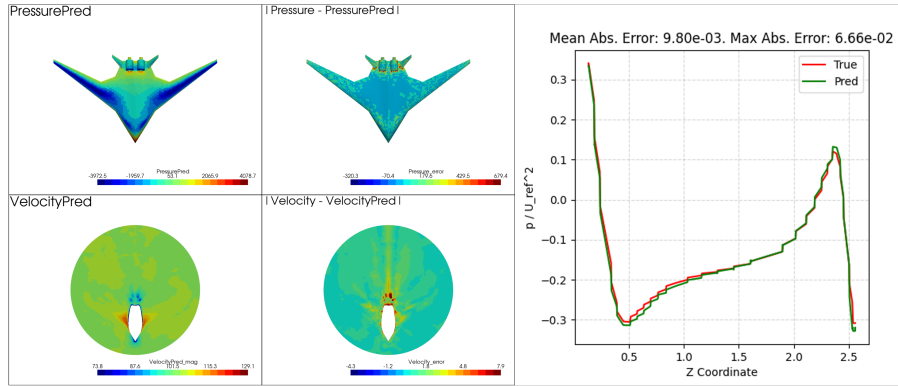 PressurePred
PressurePred
-3972.5 -1959.7 53.1 2065.9 4078.7
| Pressure - PressurePred |
Pressure_error
-320.3 -70.4 179.6 429.5 679.4
VelocityPred
VelocityPred_mag
73.8 87.6 101.5 115.3 129.1
| Velocity - VelocityPred |
Velocity_error
-4.3 -1.2 1.8 4.8 7.9
Mean Abs. Error: 9.80e-03. Max Abs. Error: 6.66e-02
True
Pred
p / U_ref^2
0.3
0.2
0.1
0.0
−0.1
−0.2
−0.3
0.5 1.0 1.5 2.0 2.5
Z Coordinate